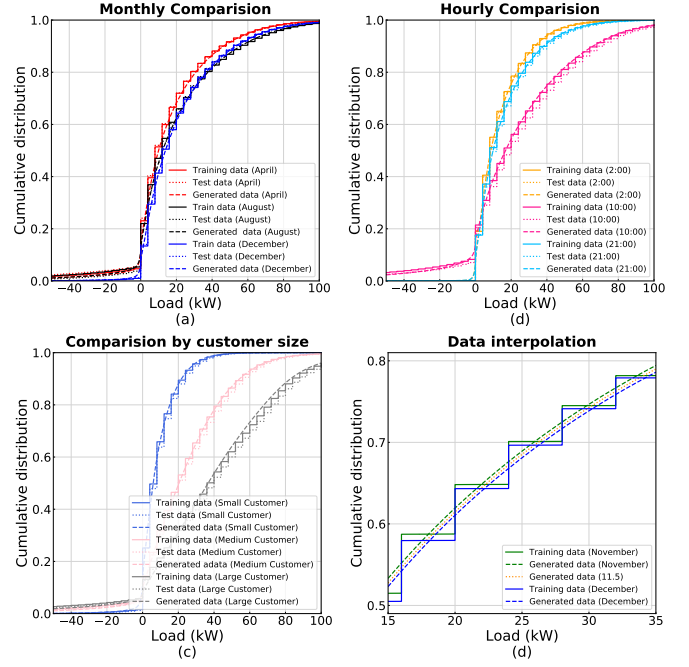 Monthly Comparision
Cumulative distribution
1.0
0.8
0.6
0.4
0.2
0.0
Training data (April)
Test data (April)
Generated data (April)
Train data (August)
Test data (August)
Generated  data (August)
Train data (December)
Test data (December)
Generated data (December)
−40 −20 0 20 40 60 80 100
Load (kW)
(a)
Hourly Comparision
Cumulative distribution
1.0
0.8
0.6
0.4
0.2
0.0
Training data (2:00)
Test data (2:00)
Generated data (2:00)
Training data (10:00)
Test data (10:00)
Generated data (10:00)
Training data (21:00)
Test data (21:00)
Generated data (21:00)
−40 −20 0 20 40 60 80 100
Load (kW)
(d)
Comparision by customer size
Cumulative distribution
1.0
0.8
0.6
0.4
0.2
0.0
Training data (Small Customer)
Test data (Small Customer)
Generated data (Small Customer)
Training data (Medium Customer)
Test data (Medium Customer)
Generated adata (Medium Customer)
Training data (Large Customer)
Test data (Large Customer)
Generated data (Large Customer)
−40 −20 0 20 40 60 80 100
Load (kW)
(c)
Data interpolation
Cumulative distribution
0.8
0.7
0.6
0.5
Training data (November)
Generated data (November)
Generated data (11.5)
Training data (December)
Generated data (December)
15 20 25 30 35
Load (kW)
(d)